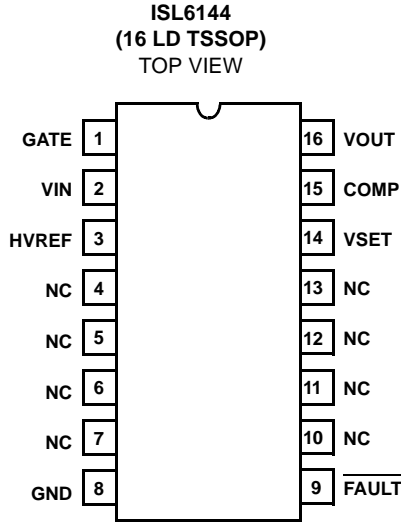 ISL6144
(16 LD TSSOP)
TOP VIEW
GATE 1 16 VOUT
VIN 2 15 COMP
HVREF 3 14 VSET
NC 4 13 NC
NC 5 12 NC
NC 6 11 NC
NC 7 10 NC
GND 8 9 FAULT